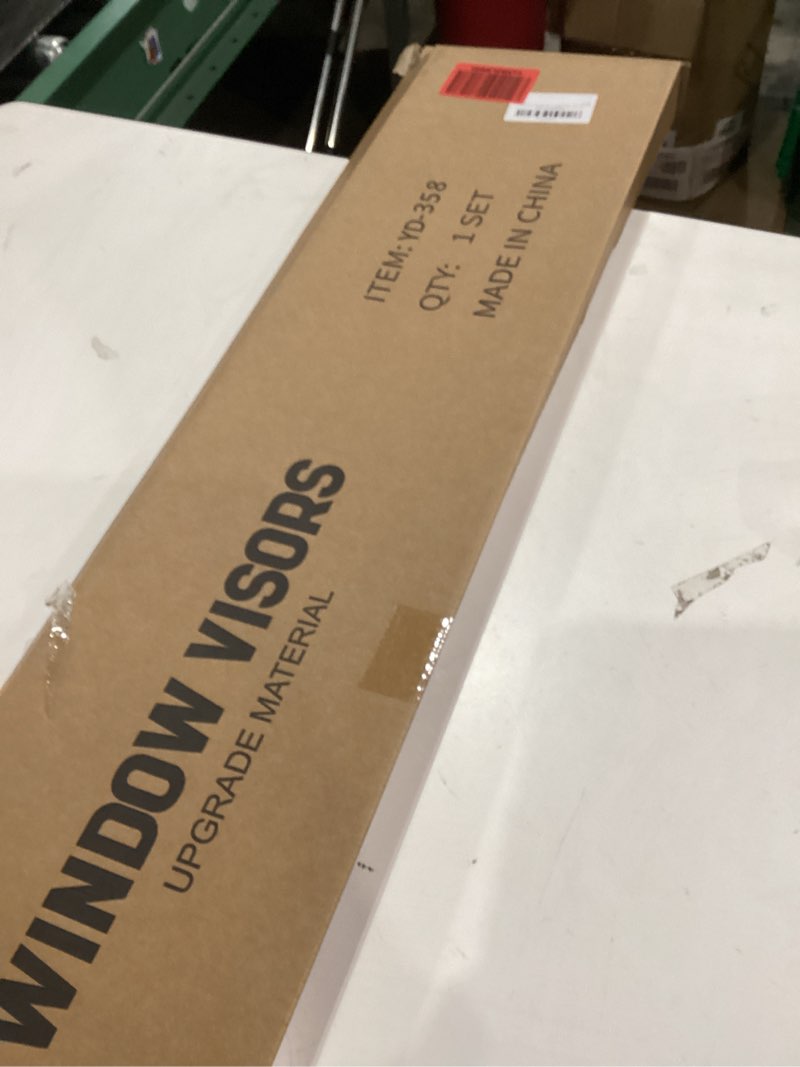 ITEM: YD-358
QTY: 1 SET
MADE IN CHINA
WINDOW VISORS
UPGRADE MATERIAL